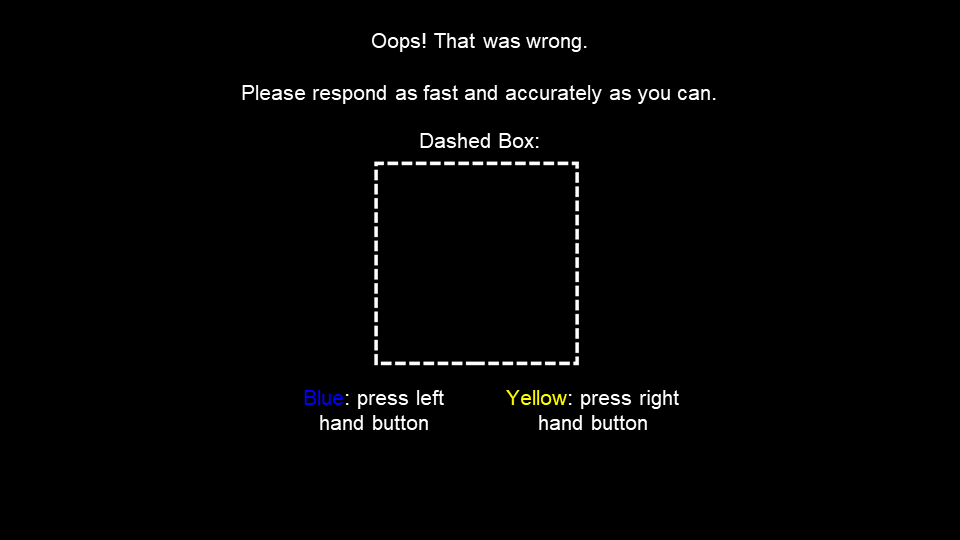 Oops! That was wrong.
Please respond as fast and accurately as you can.
Dashed Box:
Blue: press left
hand button
Yellow: press right
hand button